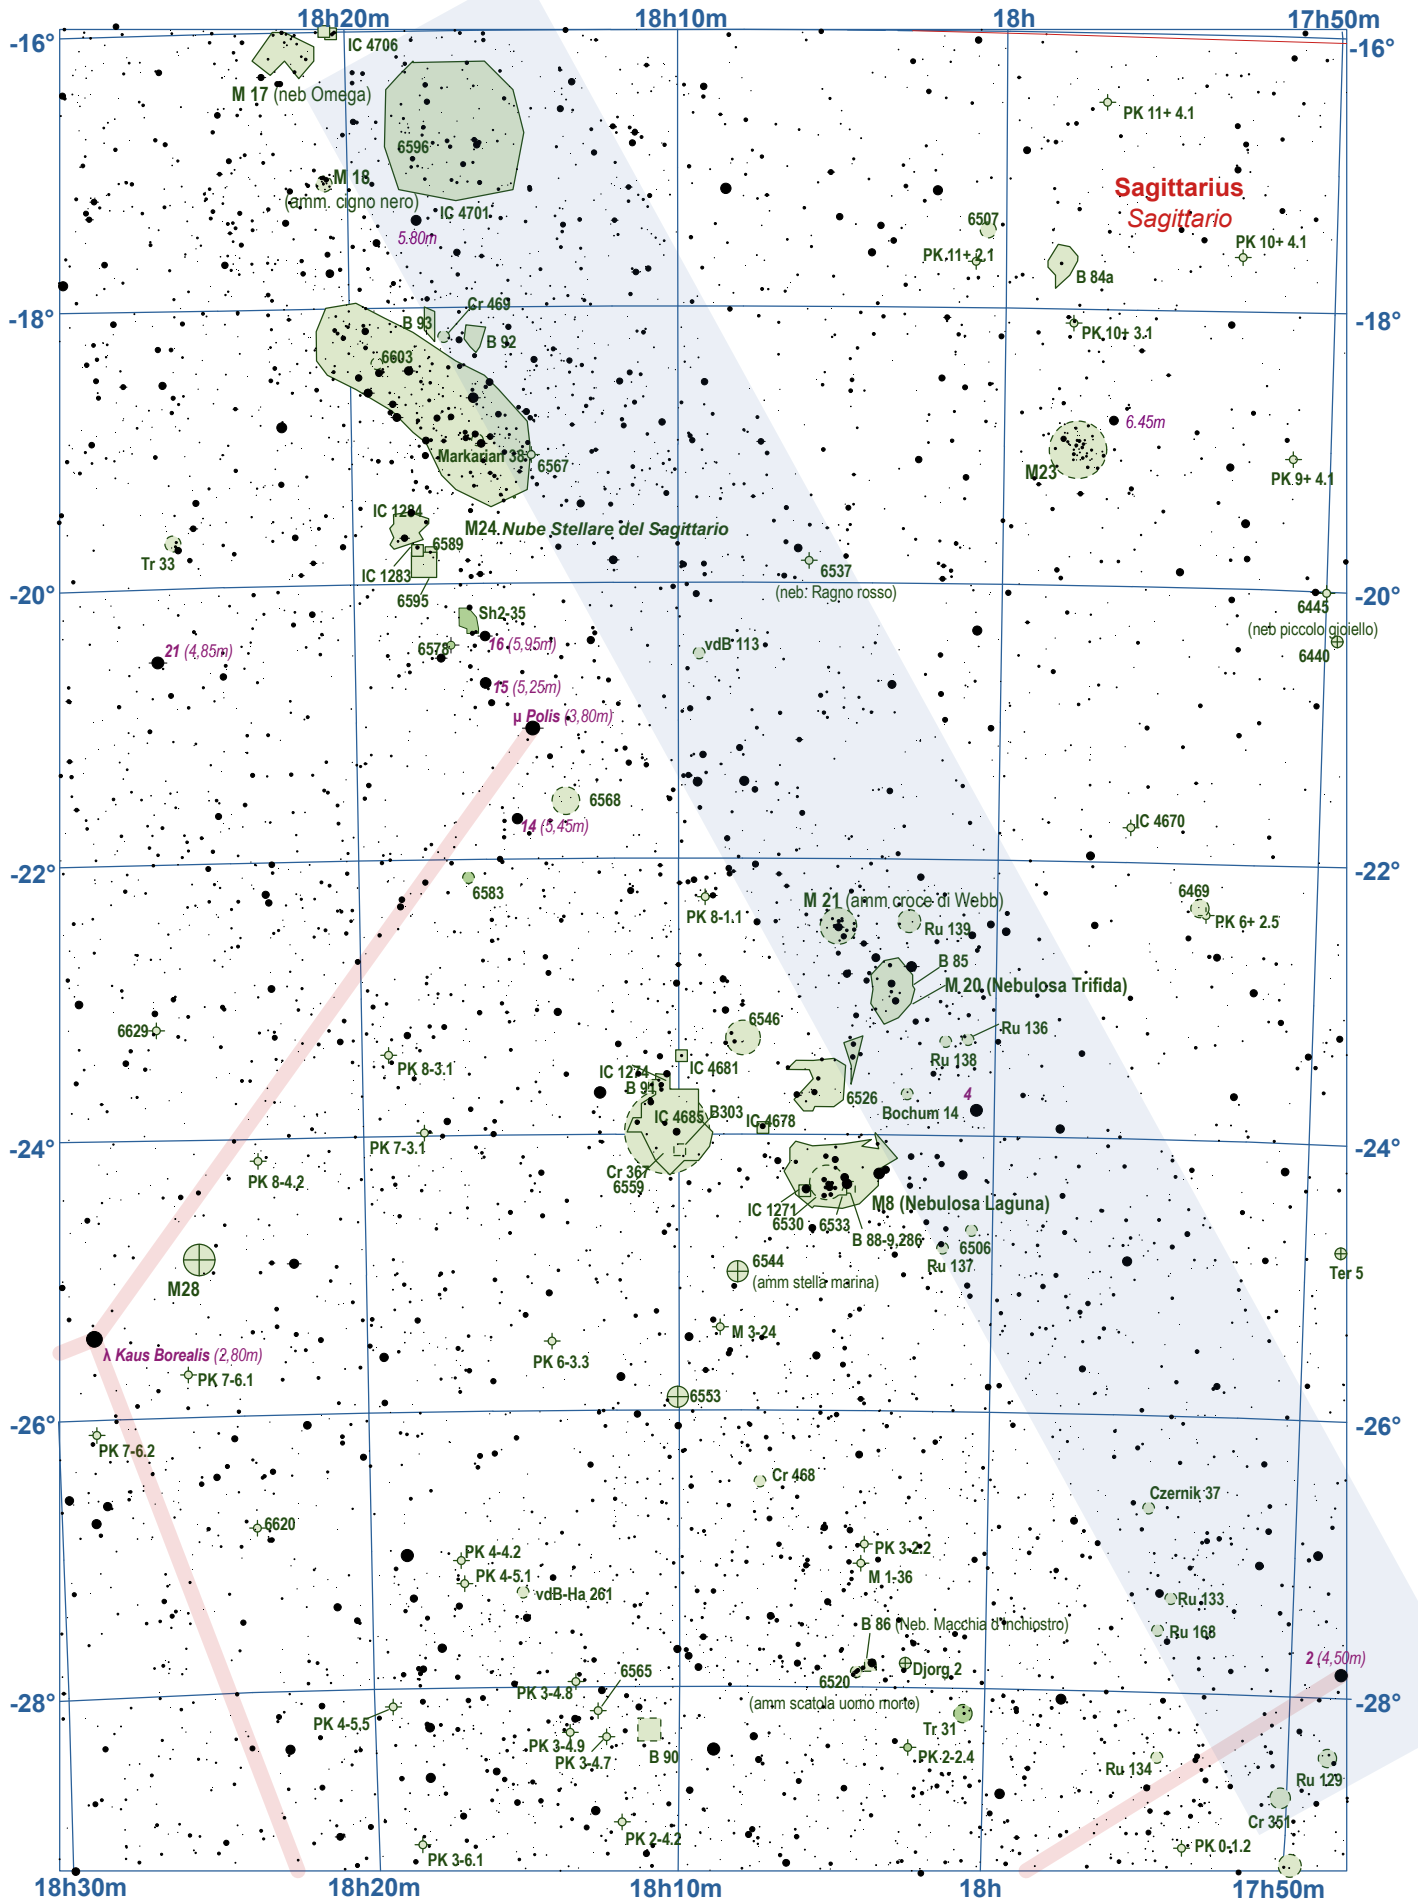 18h20m
18h10m
18h
17h50m
-16°
-16°
IC 4706
M 17 (neb Omega)
PK 11+ 4.1
6596
M 18
(amm. cigno nero)
IC 4701
5.80m
Sagittarius
Sagittario
6507
PK 11+ 2.1
PK 10+ 4.1
B 84a
-18°
-18°
Cr 469
B 93
B 92
PK 10+ 3.1
6603
6.45m
Markarian 38
6567
M23
PK 9+ 4.1
IC 1284
M24 Nube Stellare del Sagittario
6589
Tr 33
IC 1283
6537
(neb. Ragno rosso)
-20°
-20°
6595
6445
(neb piccolo gioiello)
Sh2-35
6578
16 (5,95m)
vdB 113
6440
21 (4,85m)
15 (5,25m)
µ Polis (3,80m)
6568
14 (5,45m)
IC 4670
-22°
-22°
6583
PK 8-1.1
M 21 (amm croce di Webb)
6469
PK 6+ 2.5
Ru 139
B 85
M 20 (Nebulosa Trifida)
6629
6546
Ru 136
PK 8-3.1
IC 1274
IC 4681
Ru 138
B 91
6526
4
Bochum 14
IC 4685
B303
IC 4678
-24°
-24°
PK 7-3.1
PK 8-4.2
Cr 367
6559
M8 (Nebulosa Laguna)
IC 1271
6530
6533
B 88-9,286
6506
Ru 137
M28
6544
(amm stella marina)
Ter 5
M 3-24
λ Kaus Borealis (2,80m)
PK 6-3.3
PK 7-6.1
6553
-26°
-26°
PK 7-6.2
Cr 468
Czernik 37
6620
PK 4-4.2
PK 3-2.2
PK 4-5.1
M 1-36
vdB-Ha 261
Ru 133
B 86 (Neb. Macchia d'inchiostro)
Ru 168
2 (4,50m)
6565
Djorg 2
6520
(amm scatola uomo morto)
PK 3-4.8
-28°
-28°
PK 4-5,5
Tr 31
PK 3-4.9
PK 3-4.7
B 90
PK 2-2.4
Ru 134
Ru 129
Cr 351
PK 2-4.2
PK 3-6.1
PK 0-1.2
18h30m
18h20m
18h10m
18h
17h50m